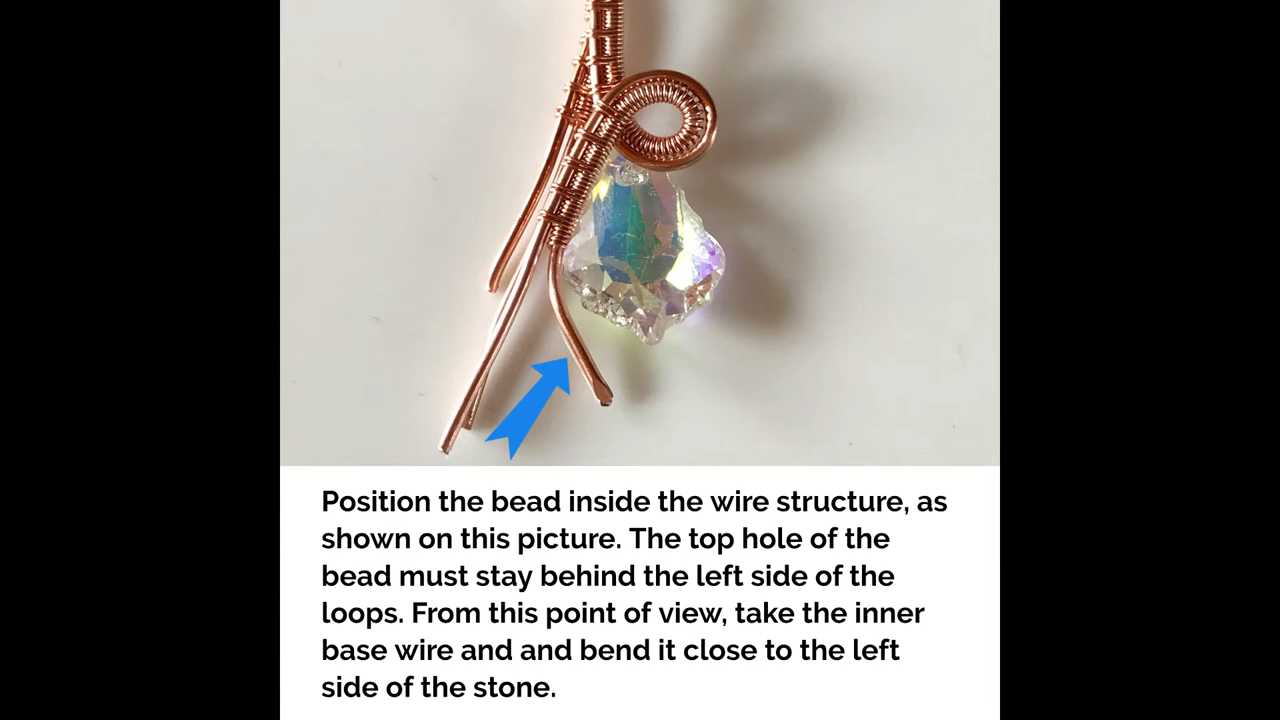 Position the bead inside the wire structure, as
shown on this picture. The top hole of the
bead must stay behind the left side of the
loops. From this point of view, take the inner
base wire and and bend it close to the left
side of the stone.